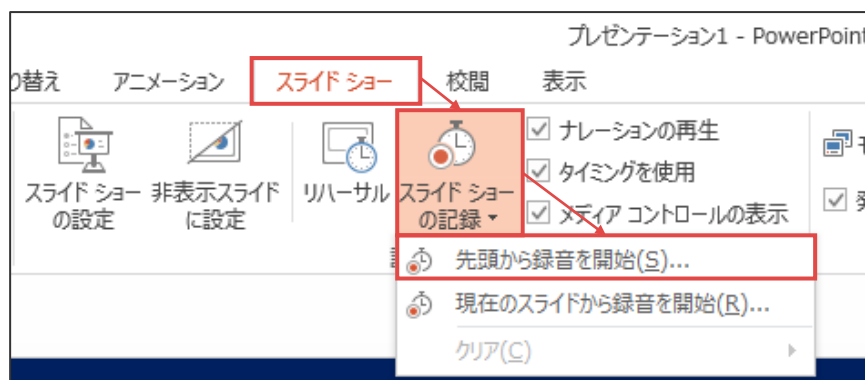 プレゼンテーション1 - PowerPoint
り替え アニメーション スライド ショー 校閲 表示
スライド ショー
の設定
非表示スライド
に設定
リハーサル
スライド ショー
の記録
ナレーションの再生
タイミングを使用
メディア コントロールの表示
先頭から録音を開始(S)...
現在のスライドから録音を開始(R)...
クリア(C)